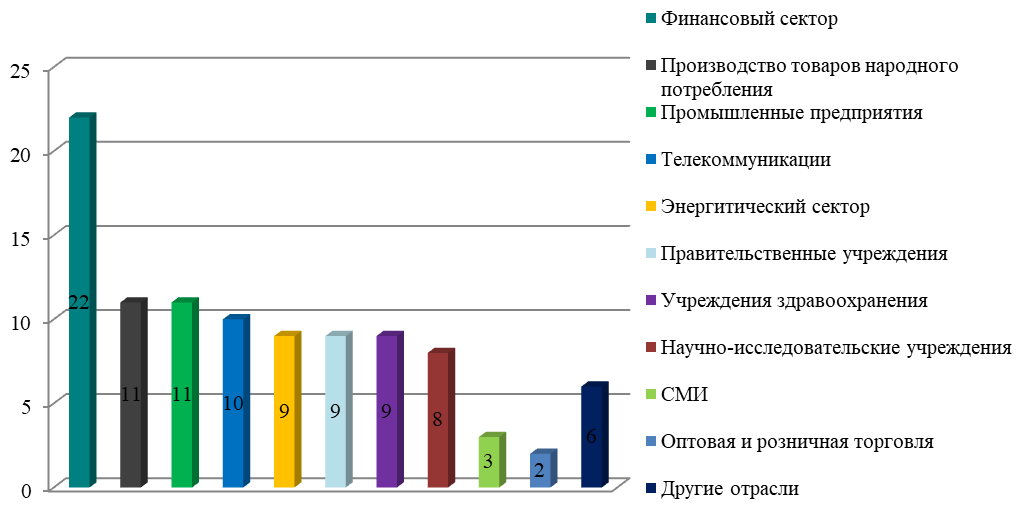 25
20
15
10
5
0
22
11
11
10
9
9
9
8
3
2
6
Финансовый сектор
Производство товаров народного
потребления
Промышленные предприятия
Телекоммуникации
Энергитический сектор
Правительственные учреждения
Учреждения здравоохранения
Научно-исследовательские учреждения
СМИ
Оптовая и розничная торговля
Другие отрасли